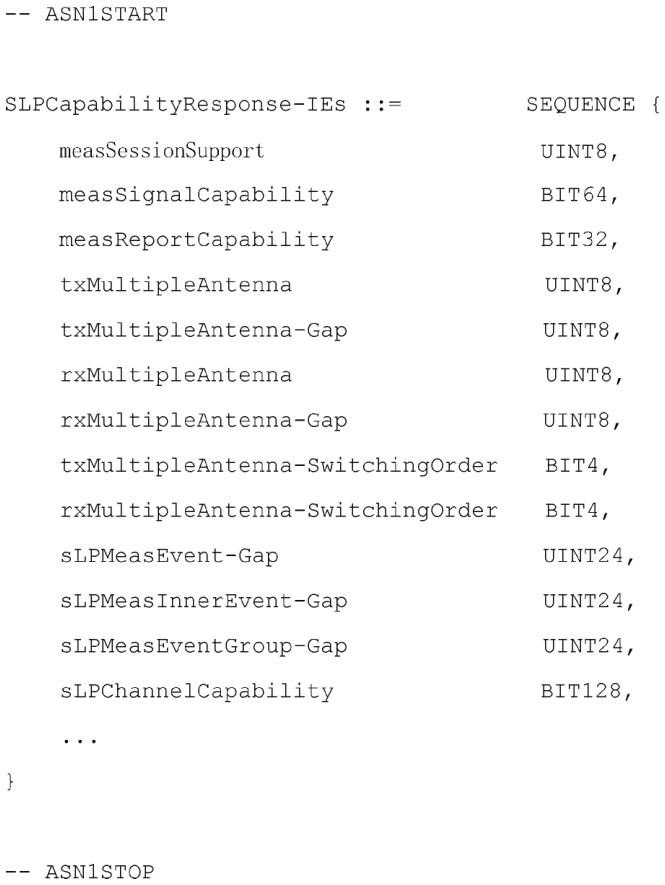 -- ASN1START
SLPCapabilityResponse-IEs ::= SEQUENCE {
measSessionSupport UINT8,
measSignalCapability BIT64,
measReportCapability BIT32,
txMultipleAntenna UINT8,
txMultipleAntenna-Gap UINT8,
rxMultipleAntenna UINT8,
rxMultipleAntenna-Gap UINT8,
txMultipleAntenna-SwitchingOrder BIT4,
rxMultipleAntenna-SwitchingOrder BIT4,
sLPMeasEvent-Gap UINT24,
sLPMeasInnerEvent-Gap UINT24,
sLPMeasEventGroup-Gap UINT24,
sLPChannelCapability BIT128,
...
}
-- ASN1STOP